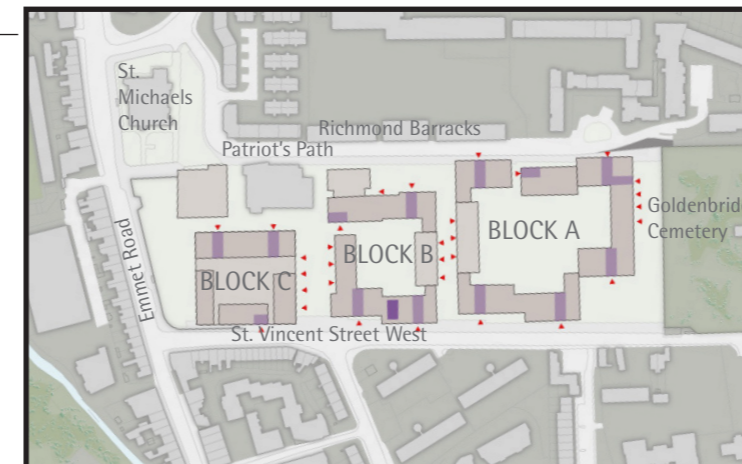 St.
Michaels
Church
Richmond Barracks
Patriot's Path
Goldenbrid
Cemetery
BLOCK A
BLOCK B
BLOCK C
Emmet Road
St. Vincent Street West